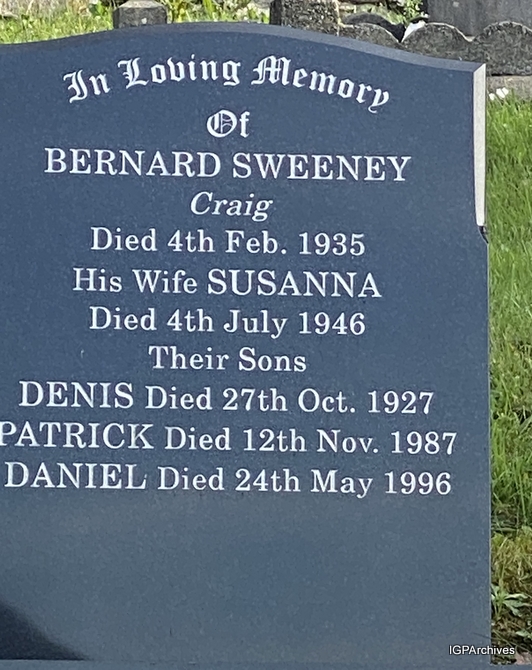 In Loving Memory
Of
BERNARD SWEENEY
Craig
Died 4th Feb. 1935
His Wife SUSANNA
Died 4th July 1946
Their Sons
DENIS Died 27th Oct. 1927
PATRICK Died 12th Nov. 1987
DANIEL Died 24th May 1996
IGPArchives